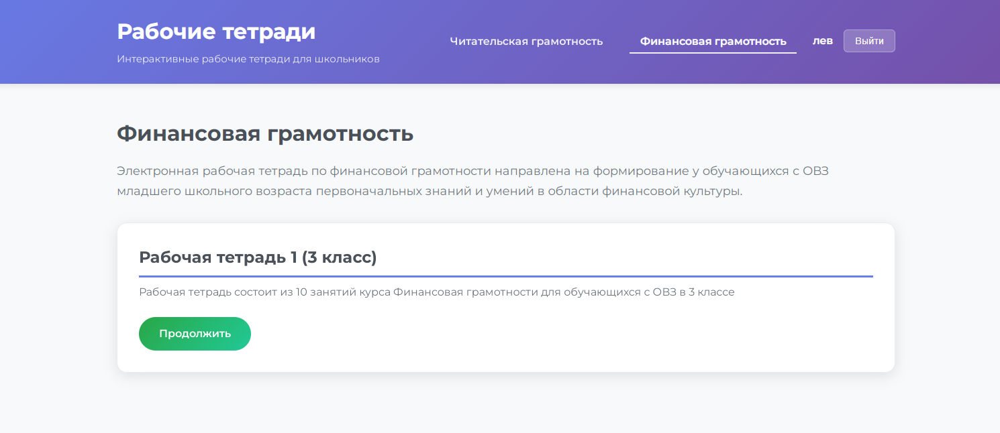 Рабочие тетради
Интерактивные рабочие тетради для школьников
Читательская грамотность
Финансовая грамотность
лев
Выйти
Финансовая грамотность
Электронная рабочая тетрадь по финансовой грамотности направлена на формирование у обучающихся с ОВЗ
младшего школьного возраста первоначальных знаний и умений в области финансовой культуры.
Рабочая тетрадь 1 (3 класс)
Рабочая тетрадь состоит из 10 занятий курса Финансовая грамотности для обучающихся с ОВЗ в 3 классе
Продолжить